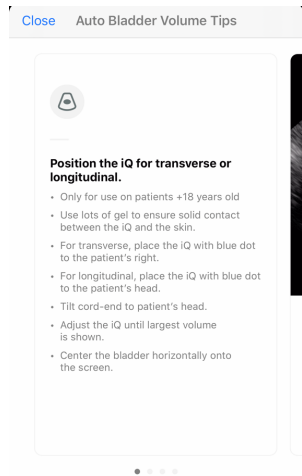 Close Auto Bladder Volume Tips
Position the iQ for transverse or
longitudinal.
• Only for use on patients +18 years old
• Use lots of gel to ensure solid contact
between the iQ and the skin.
• For transverse, place the iQ with blue dot
to the patient's right.
• For longitudinal, place the iQ with blue dot
to the patient's head.
• Tilt cord-end to patient's head.
• Adjust the iQ until largest volume
is shown.
• Center the bladder horizontally onto
the screen.